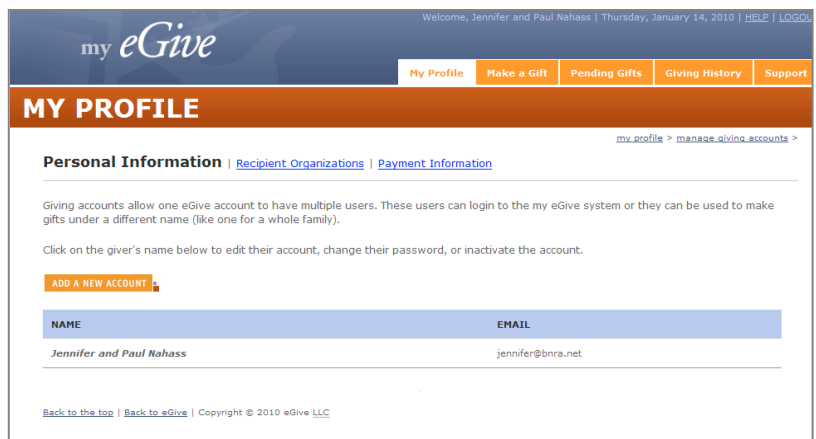 Welcome, Jennifer and Paul Nahass | Thursday, January 14, 2010 | HELP | LOGOU
my eGive
My Profile Make a Gift Pending Gifts Giving History Support
MY PROFILE
my profile > manage giving accounts >
Personal Information | Recipient Organizations | Payment Information
Giving accounts allow one eGive account to have multiple users. These users can login to the my eGive system or they can be used to make
gifts under a different name (like one for a whole family).
Click on the giver's name below to edit their account, change their password, or inactivate the account.
ADD A NEW ACCOUNT
NAME EMAIL
Jennifer and Paul Nahass jennifer@bnra.net
Back to the top | Back to eGive | Copyright © 2010 eGive LLC